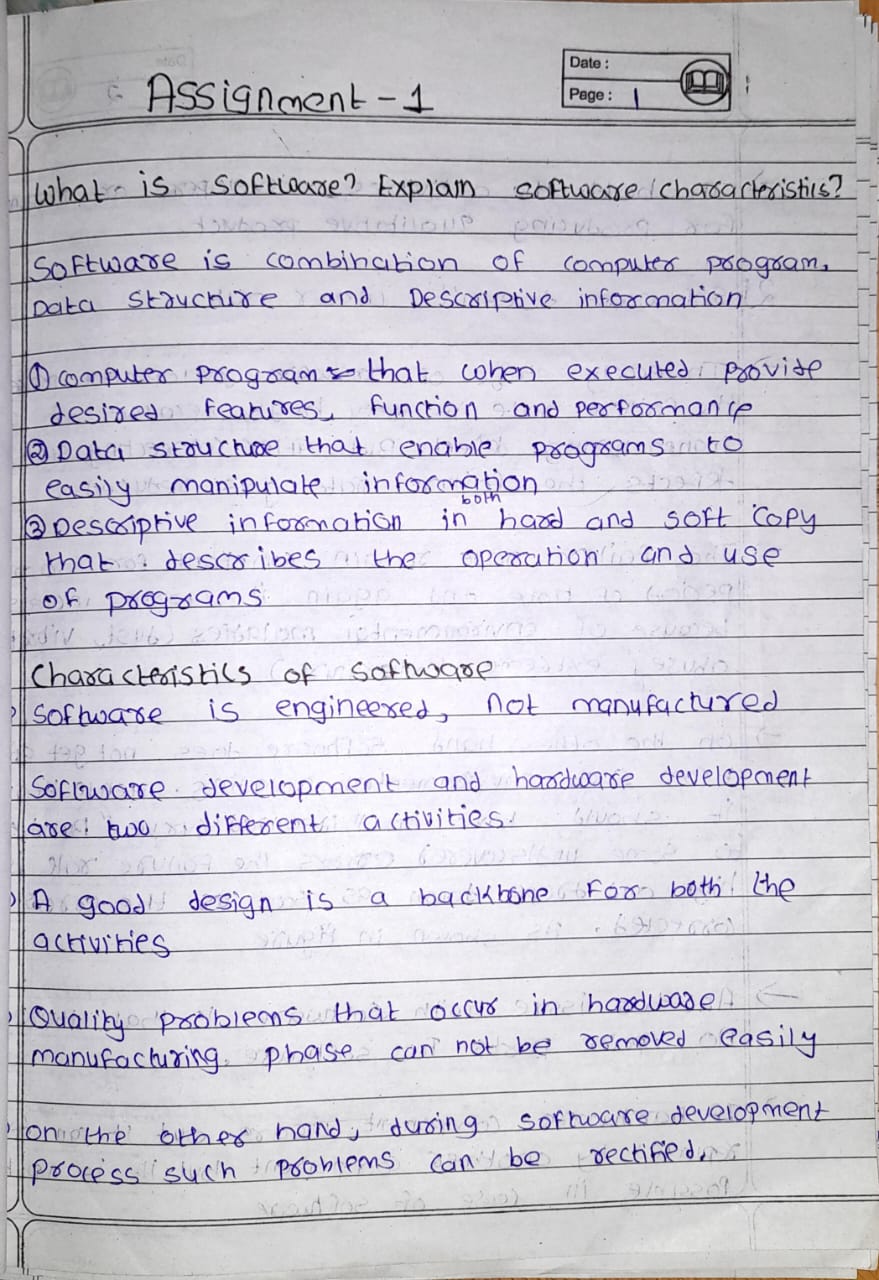 Date :
Assignment - 1
Page : 1
What is software? Explain software characteristics?
Software is combination of computer program,
Data structure and Descriptive information
① computer program :- that when executed provide
desired features, function and performance
② Data structure that enable programs to
easily manipulate information
both
③ Descriptive information in hard and soft copy
that describes the operation and use
of programs
Characteristics of Software
Software is engineered, not manufactured
Software development and hardware development
are two different activities.
A good design is a backbone for both the
activities
Quality problems that occur in hardware
manufacturing phase can not be removed easily
on the other hand, during software development
process such problems can be rectified.